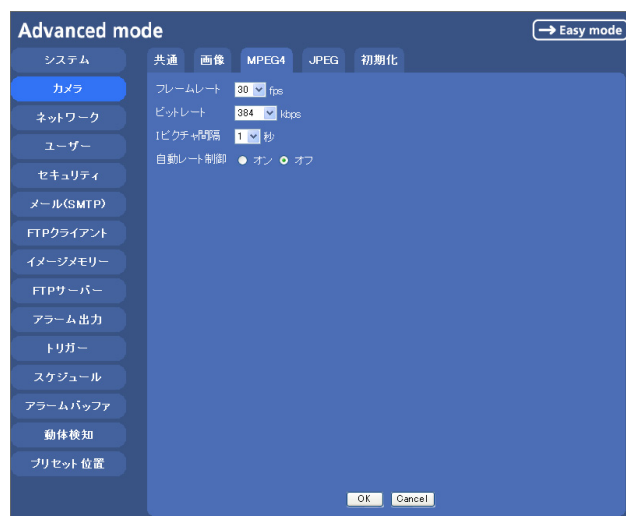 Advanced mode
→ Easy mode
システム
カメラ
ネットワーク
ユーザー
セキュリティ
メール(SMTP)
FTPクライアント
イメージメモリー
FTPサーバー
アラーム出力
トリガー
スケジュール
アラームバッファ
動体検知
プリセット位置
共通 画像 MPEG4 JPEG 初期化
フレームレート 30 fps
ビットレート 384 kbps
Iピクチャ間隔 1 秒
自動レート制御 オン オフ
OK Cancel